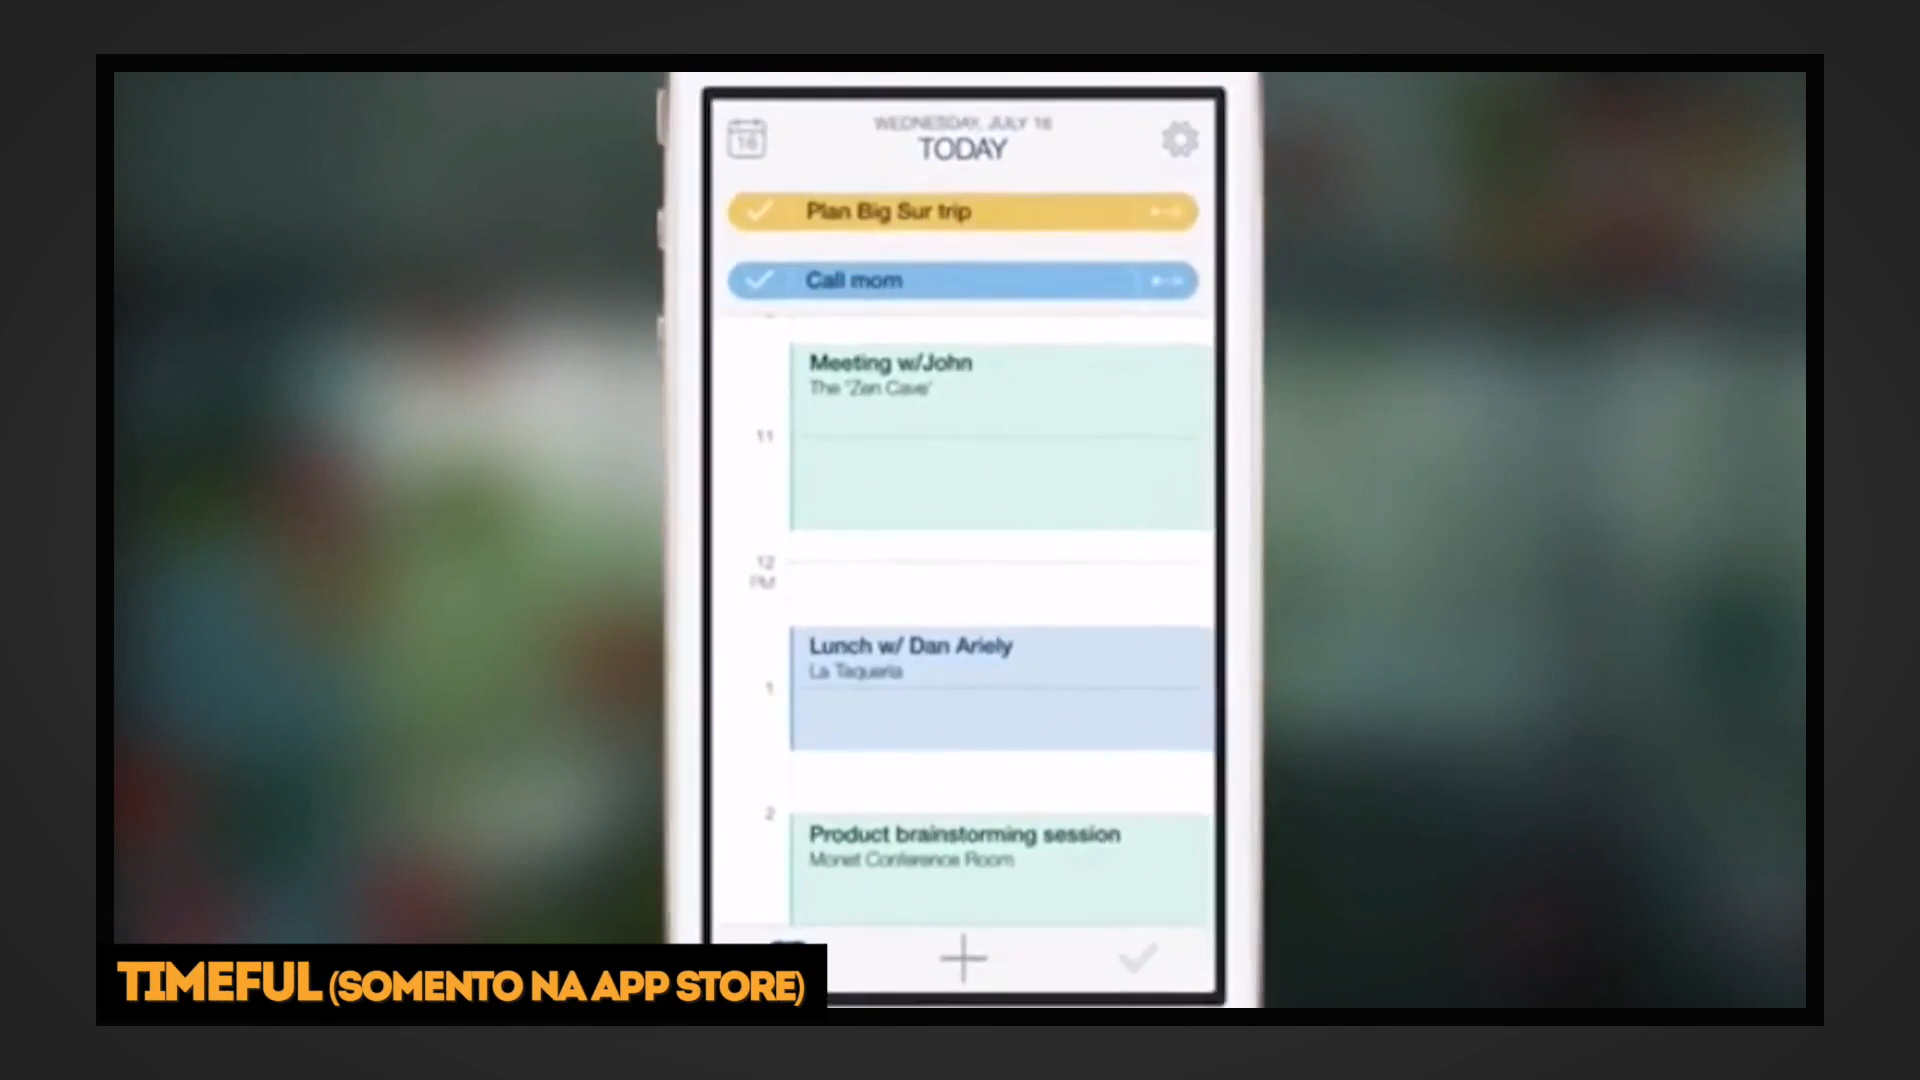 WEDNESDAY, JULY 16
16
TODAY
Plan Big Sur trip
Call mom
Meeting w/John
The 'Zen Cave'
11
12
PM
Lunch w/ Dan Ariely
La Taqueria
1
2
Product brainstorming session
Monet Conference Room
TIMEFUL (SOMENTO NA APP STORE)